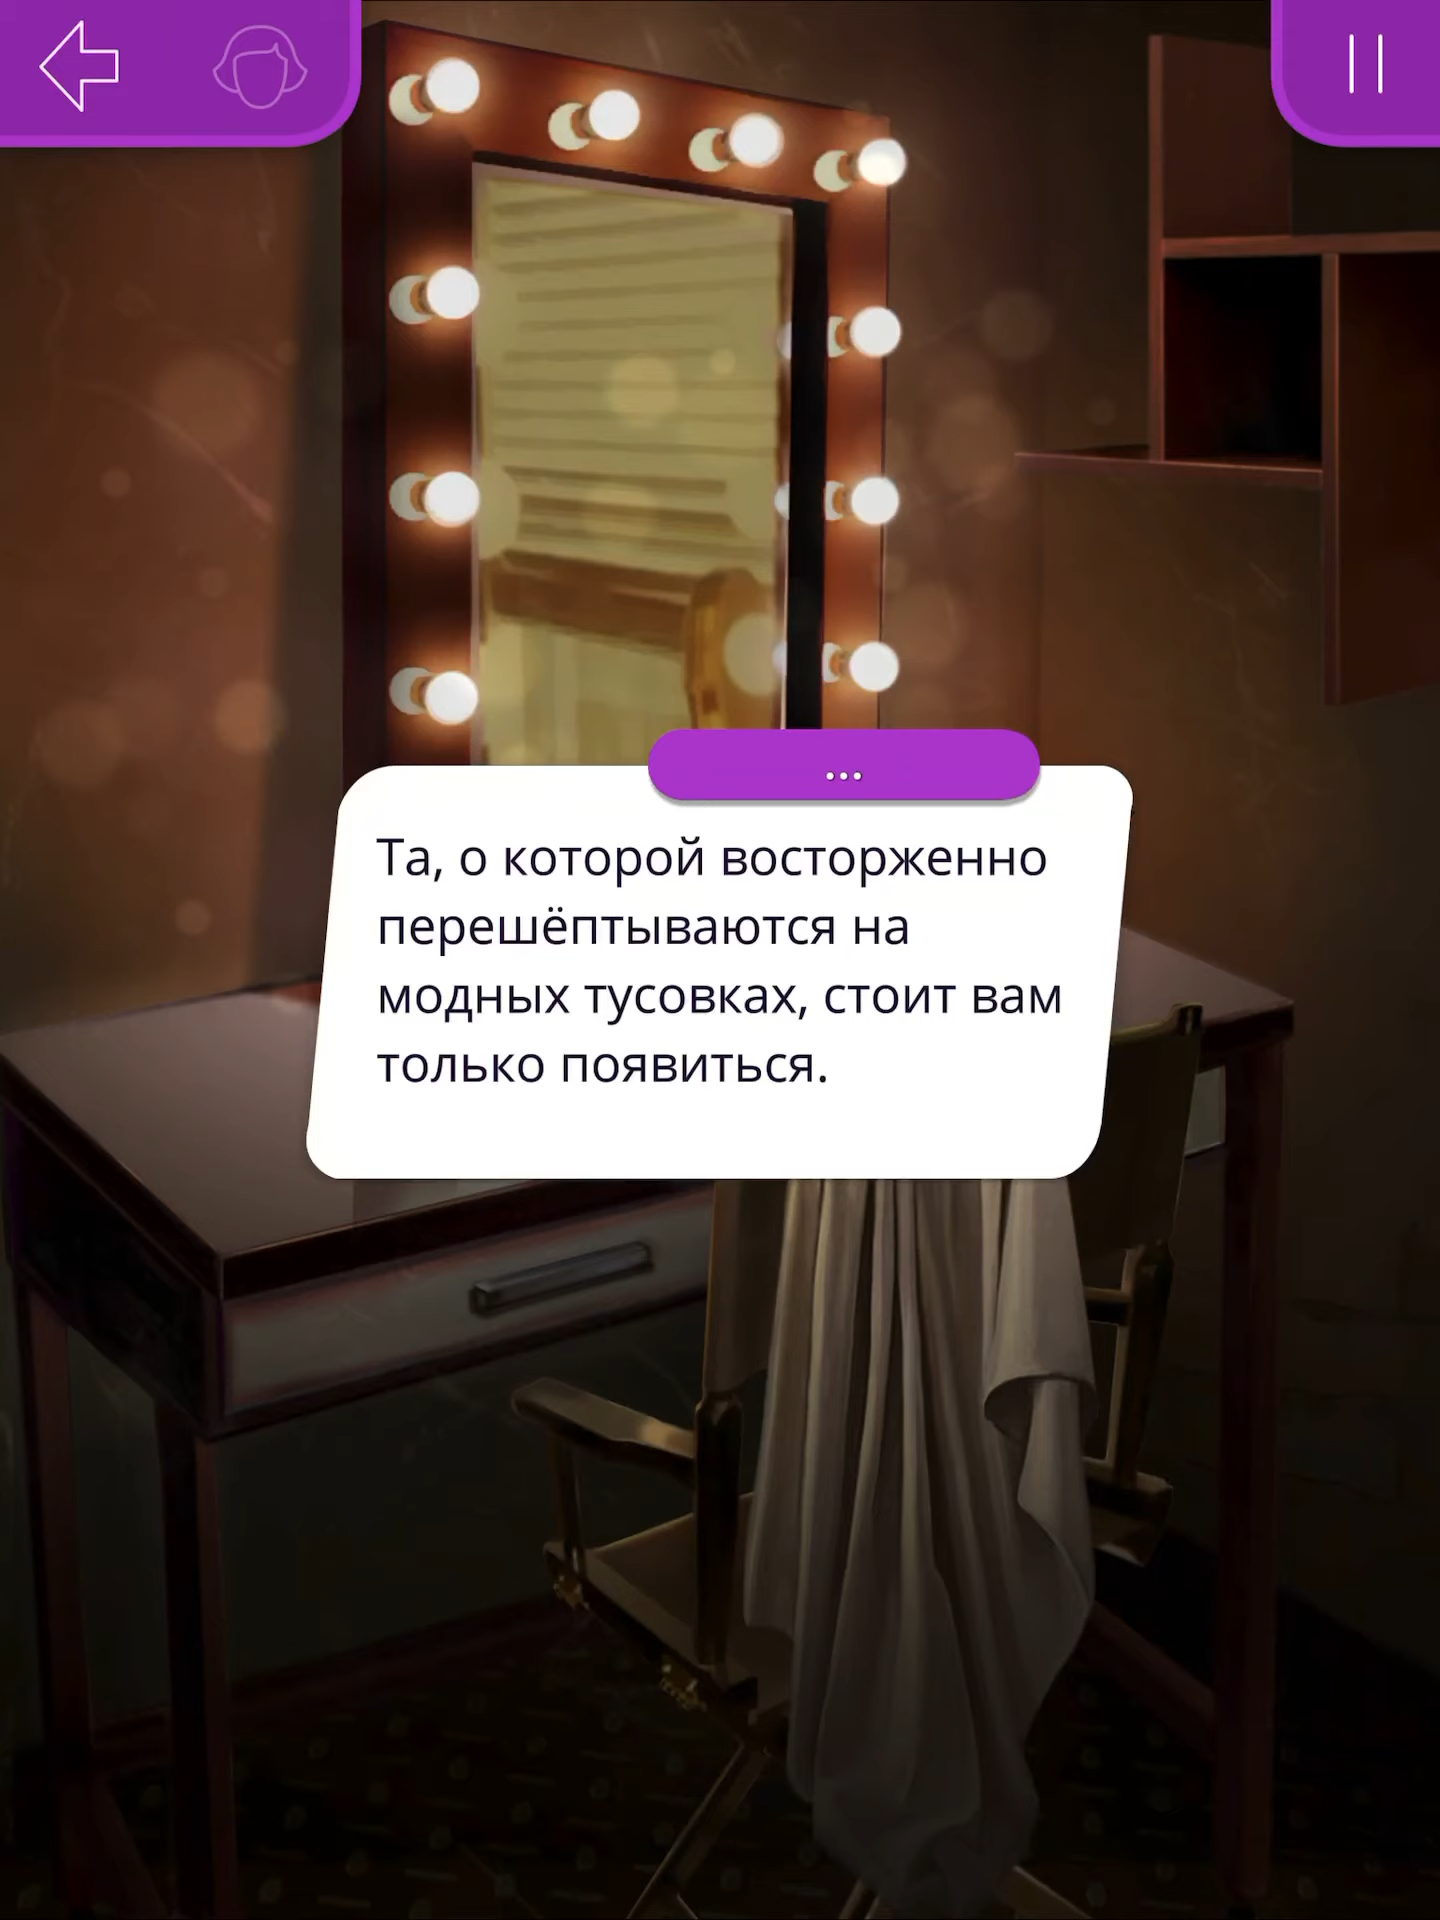 ...
Та, о которой восторженно
перешёптываются на
модных тусовках, стоит вам
только появиться.